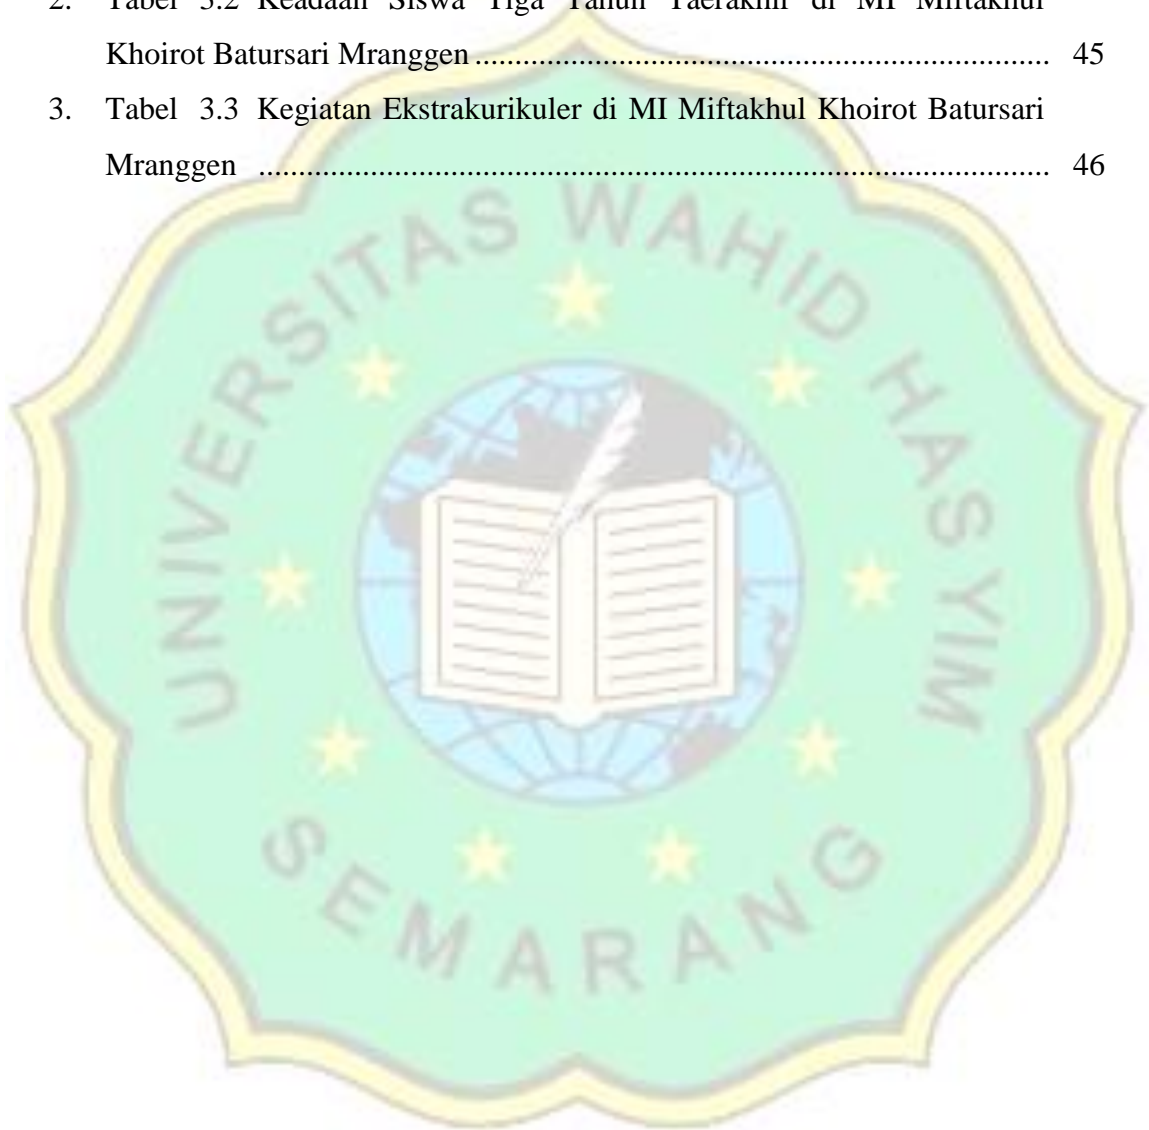 2. Tabel 3.2 Keadaan Siswa Tiga Tahun Taerakhi di MI Miftakhul
Khoirot Batursari Mranggen ........................................................................ 45
3. Tabel 3.3 Kegiatan Ekstrakurikuler di MI Miftakhul Khoirot Batursari
Mranggen ................................................................................................... 46
UNIVERSITAS WAHID HASYIM
SEMARANG